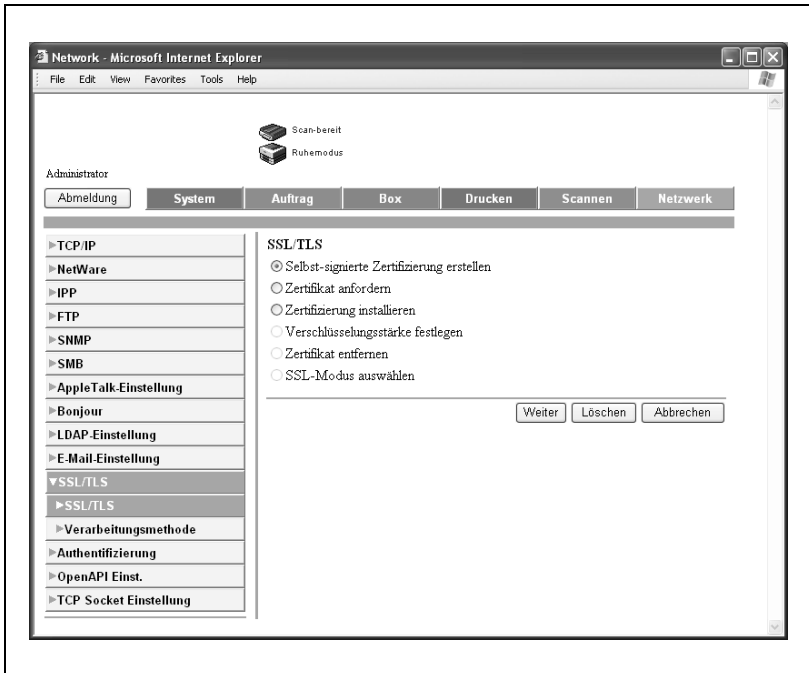 Network - Microsoft Internet Explorer
File Edit View Favorites Tools Help
Scan-bereit
Ruhemodus
Administrator
Abmeldung System Auftrag Box Drucken Scannen Netzwerk
TCP/IP
NetWare
IPP
FTP
SNMP
SMB
AppleTalk-Einstellung
Bonjour
LDAP-Einstellung
E-Mail-Einstellung
SSL/TLS
SSL/TLS
Verarbeitungsmethode
Authentifizierung
OpenAPI Einst.
TCP Socket Einstellung
SSL/TLS
Selbst-signierte Zertifizierung erstellen
Zertifikat anfordern
Zertifizierung installieren
Verschlüsselungsstärke festlegen
Zertifikat entfernen
SSL-Modus auswählen
Weiter Löschen Abbrechen